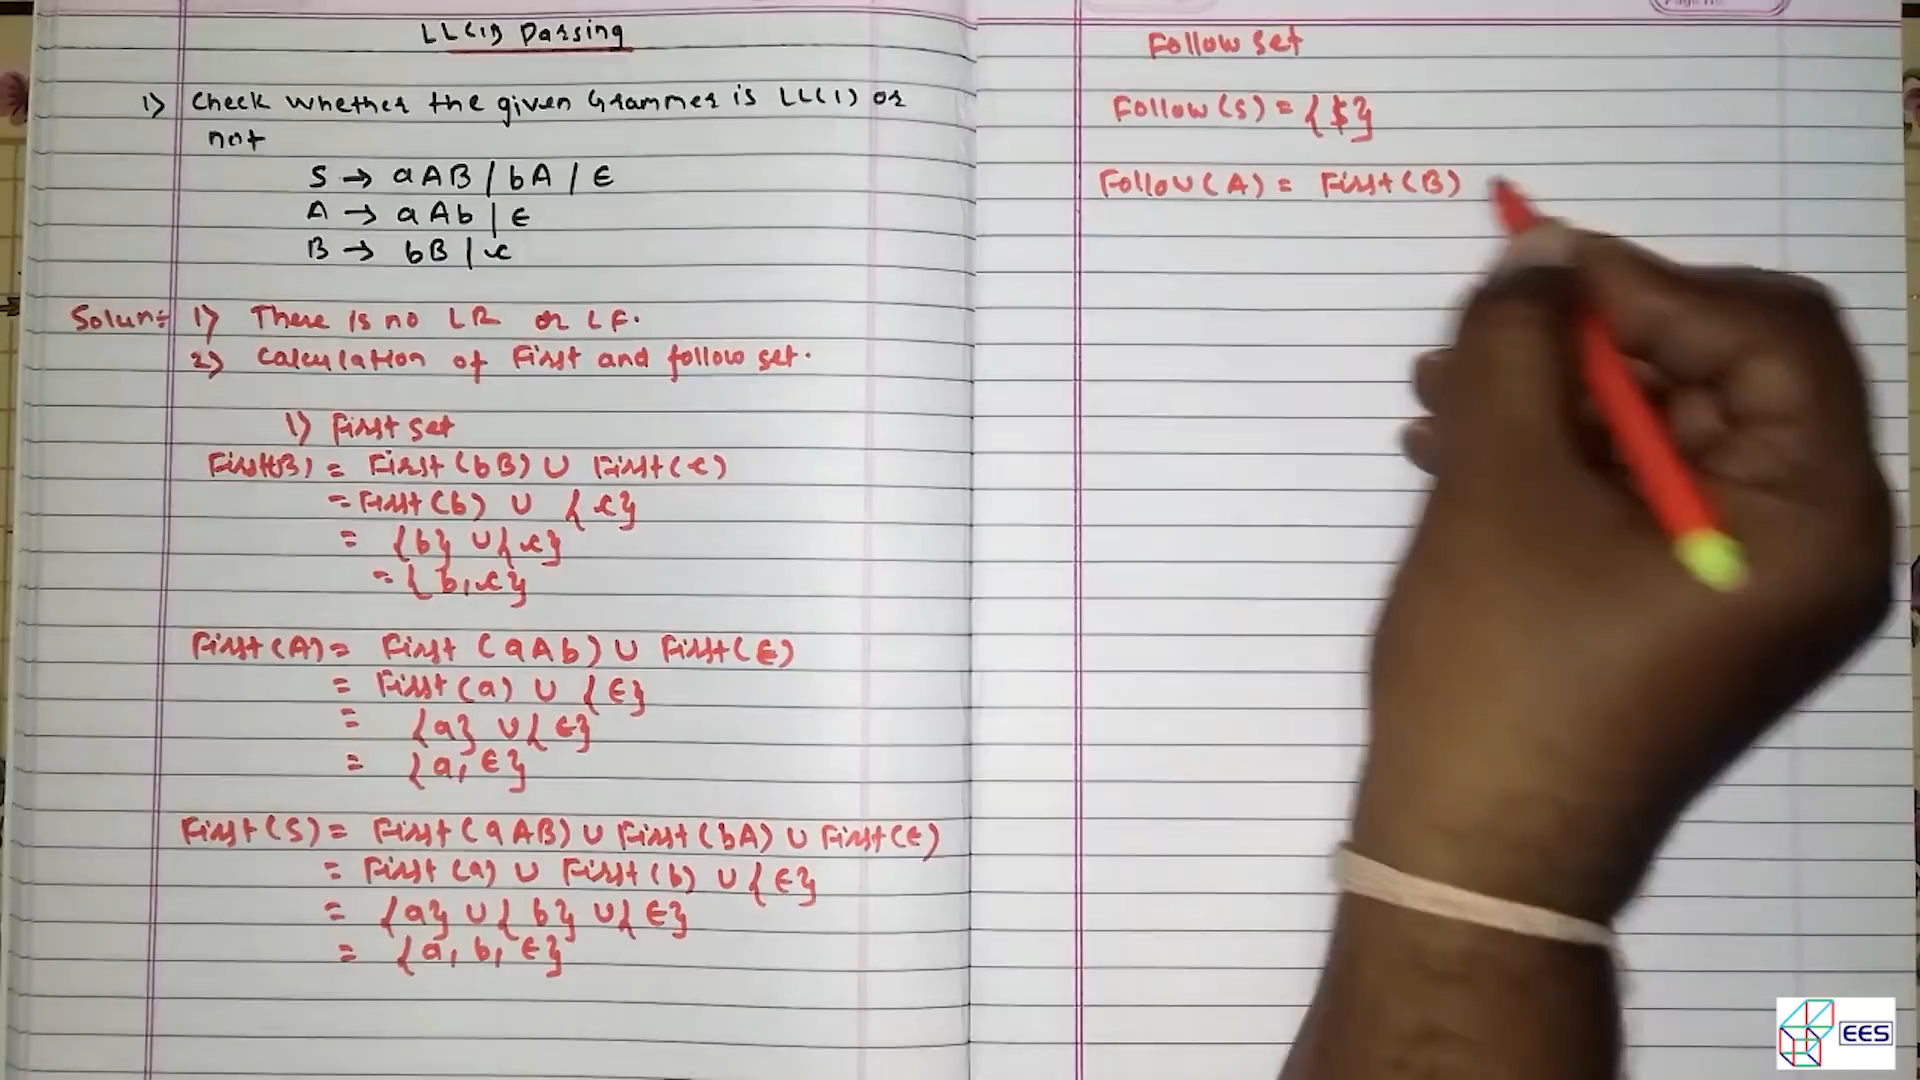 LL(1) Parsing
1) Check whether the given Grammer is LL(1) or
not
S → aAB / bA / ε
A → aAb | ε
B → bB | c
Solun: 1) There is no LR or LF.
2) Calculation of First and follow set.
1) First set
First(B) = First(bB) ∪ First(c)
= First(b) ∪ {c}
= {b} ∪ {c}
= {b, c}
First(A) = First (aAb) ∪ First(ε)
= First(a) ∪ {ε}
= {a} ∪ {ε}
= {a, ε}
First(S) = First(aAB) ∪ First(bA) ∪ First(ε)
= First(a) ∪ First(b) ∪ {ε}
= {a} ∪ {b} ∪ {ε}
= {a, b, ε}
Follow set
Follow(S) = {$}
Follow(A) = First(B)
EES